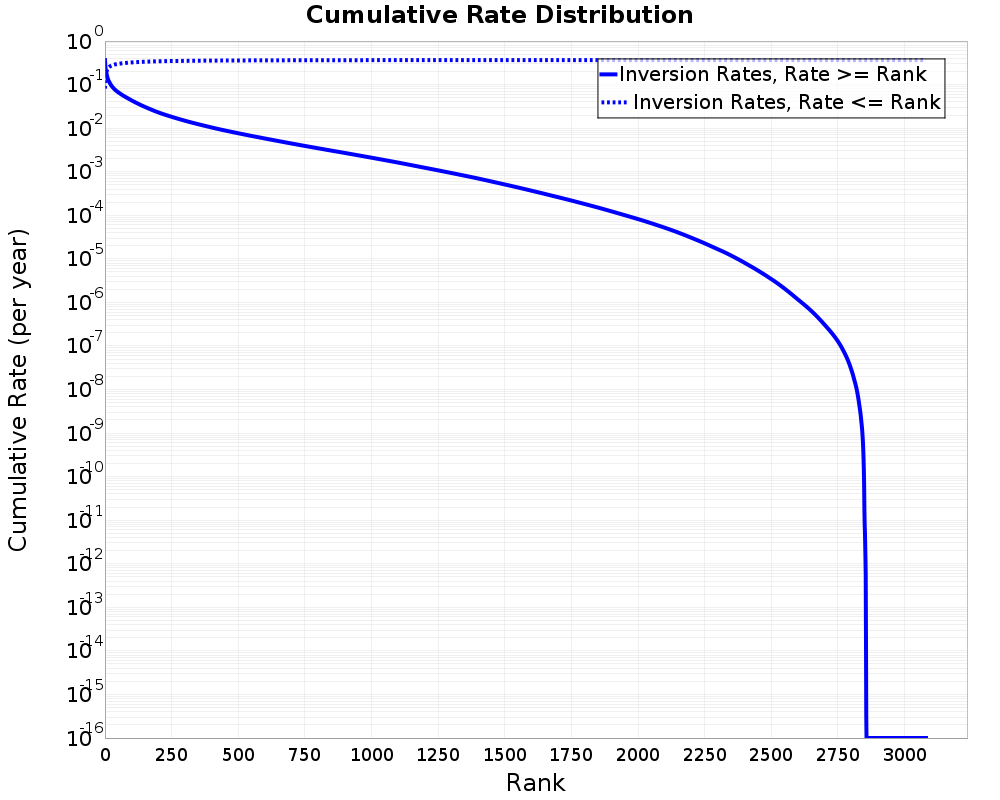 Cumulative Rate Distribution
Cumulative Rate (per year)
10^0
10^-1
10^-2
10^-3
10^-4
10^-5
10^-6
10^-7
10^-8
10^-9
10^-10
10^-11
10^-12
10^-13
10^-14
10^-15
10^-16
Inversion Rates, Rate >= Rank
Inversion Rates, Rate <= Rank
0 250 500 750 1000 1250 1500 1750 2000 2250 2500 2750 3000
Rank